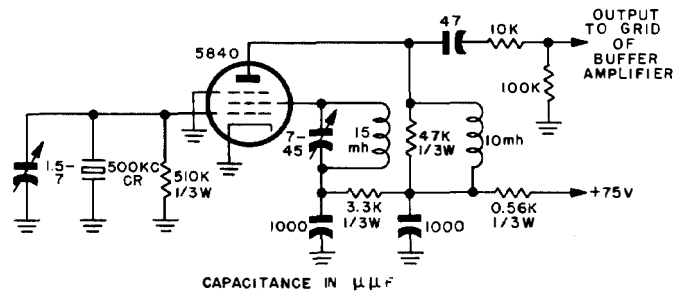 OUTPUT
TO GRID
OF
BUFFER
AMPLIFIER
47
10K
5840
100K
7-
45
15
mh
47K
1/3W
10mh
1.5-
7
500KC
CR
510K
1/3W
+75V
3.3K
1/3W
0.56K
1/3W
1000
1000
CAPACITANCE IN μμF